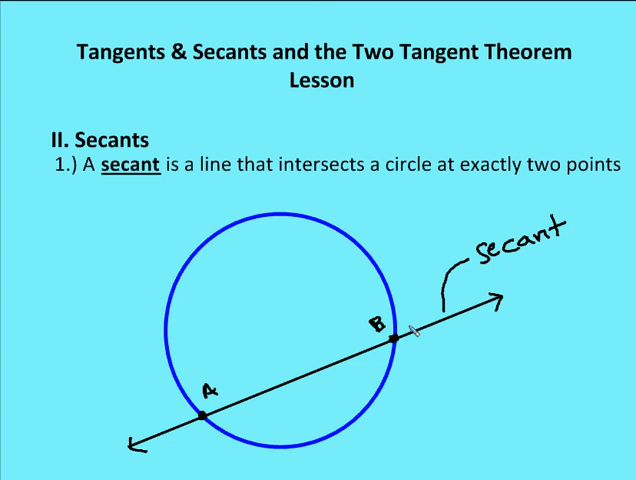 Tangents & Secants and the Two Tangent Theorem
Lesson
II. Secants
1.) A secant is a line that intersects a circle at exactly two points
secant
B
A